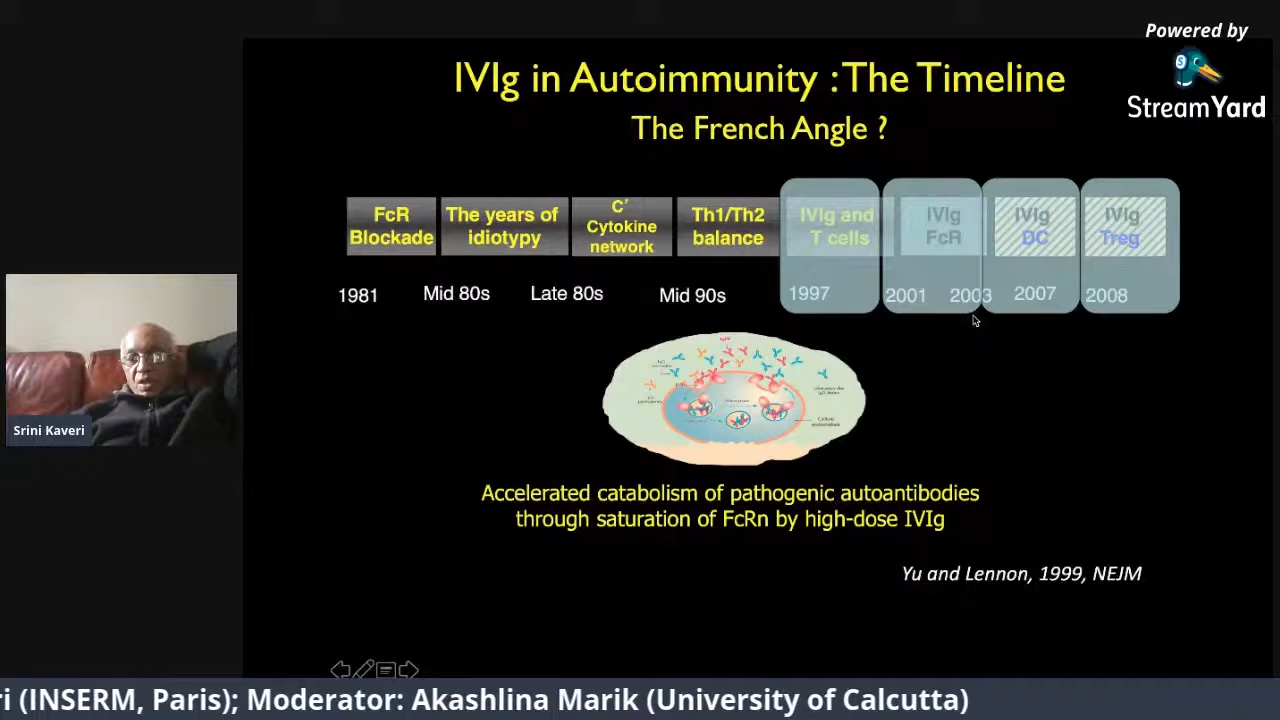 Powered by
StreamYard
IVIg in Autoimmunity : The Timeline
The French Angle ?
FcR
Blockade
The years of
idiotypy
C'
Cytokine
network
Th1/Th2
balance
IVIg and
T cells
IVIg
FcR
IVIg
DC
IVIg
Treg
1981
Mid 80s
Late 80s
Mid 90s
1997
2001
2003
2007
2008
Srini Kaveri
Accelerated catabolism of pathogenic autoantibodies
through saturation of FcRn by high-dose IVIg
Yu and Lennon, 1999, NEJM
ri (INSERM, Paris); Moderator: Akashlina Marik (University of Calcutta)